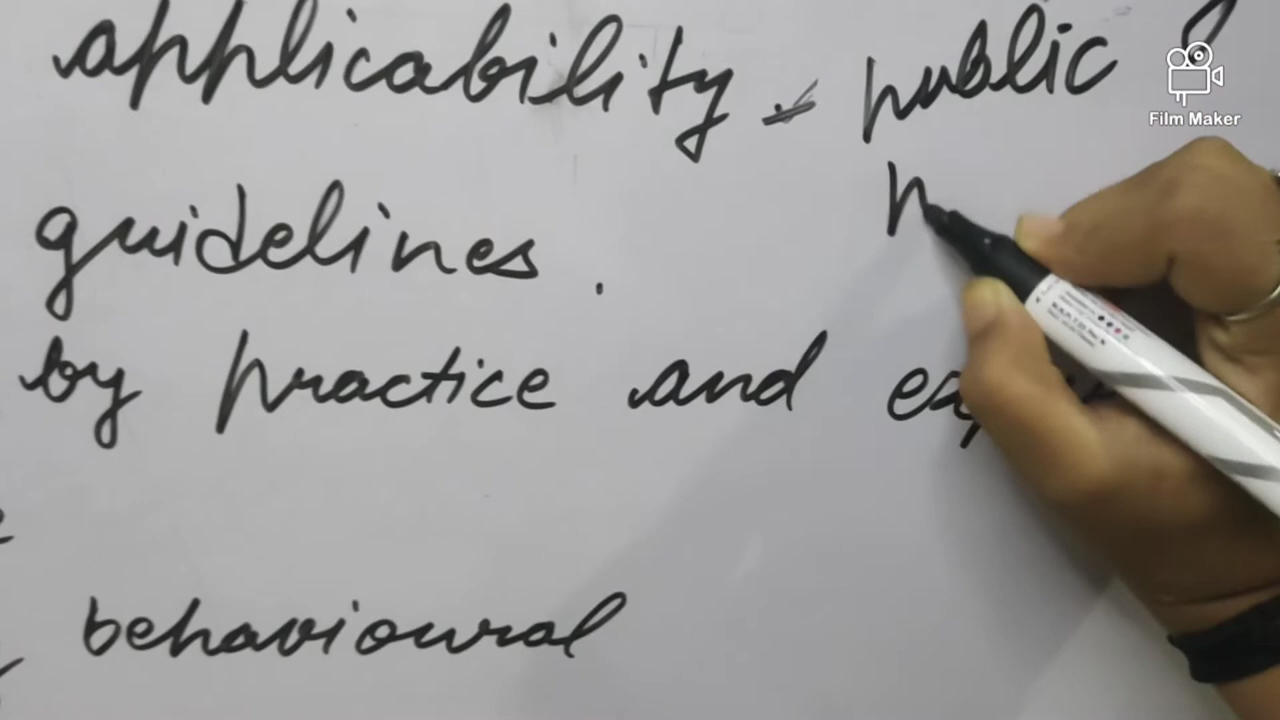 applicability - public
Film Maker
guidelines.
by practice and
behavioural